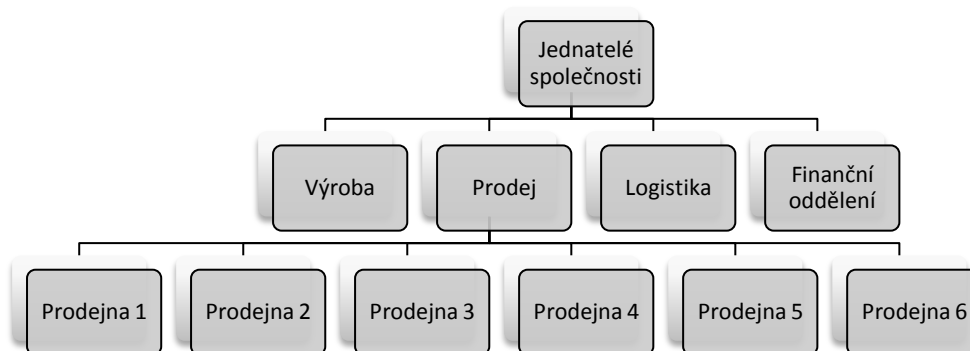 Jednatelé
společnosti
Výroba
Prodej
Logistika
Finanční
oddělení
Prodejna 1
Prodejna 2
Prodejna 3
Prodejna 4
Prodejna 5
Prodejna 6